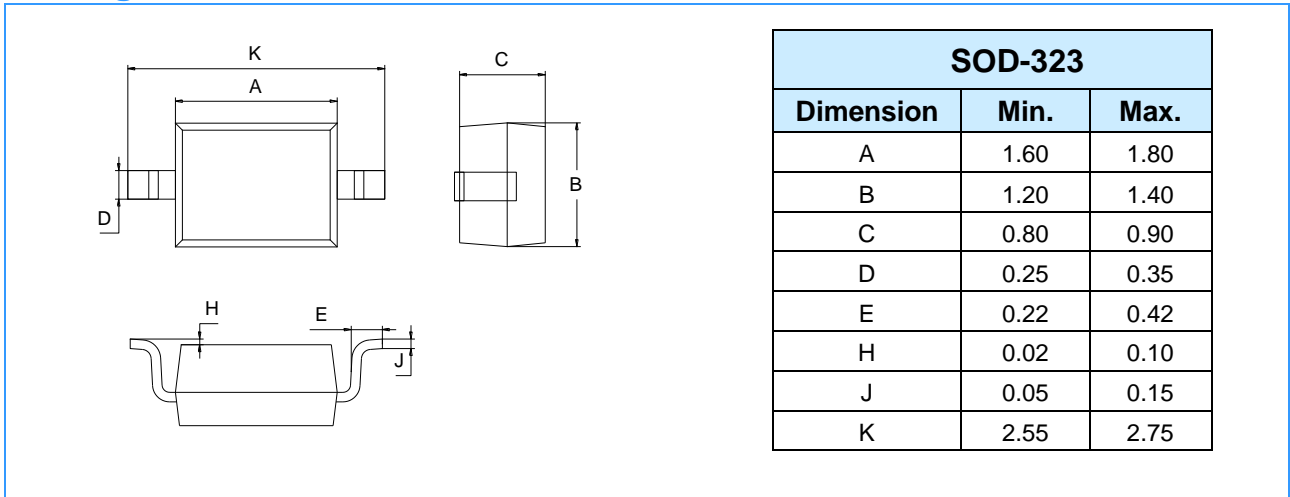 K
A
C
D
B
H
E
J
SOD-323
Dimension Min. Max.
A 1.60 1.80
B 1.20 1.40
C 0.80 0.90
D 0.25 0.35
E 0.22 0.42
H 0.02 0.10
J 0.05 0.15
K 2.55 2.75